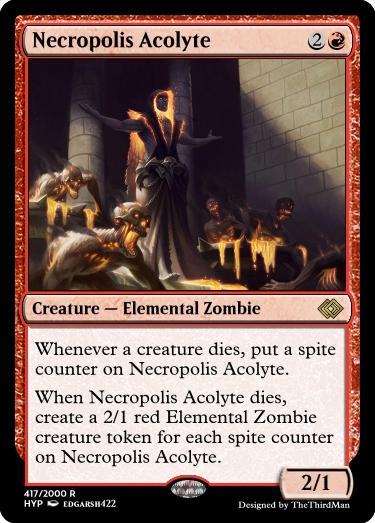 Necropolis Acolyte 2
Creature — Elemental Zombie
Whenever a creature dies, put a spite
counter on Necropolis Acolyte.
When Necropolis Acolyte dies,
create a 2/1 red Elemental Zombie
creature token for each spite counter
on Necropolis Acolyte.
2/1
417/2000 R
HYP EDGARSH422 Designed by TheThirdMan